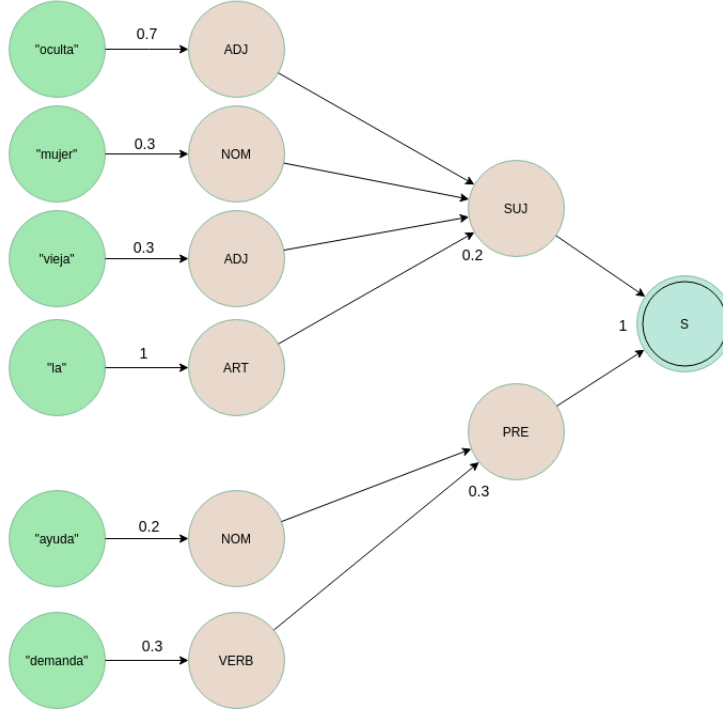 "oculta" 0.7 ADJ
"mujer" 0.3 NOM
SUJ
"vieja" 0.3 ADJ
0.2
S
1
"la" 1 ART
PRE
0.3
"ayuda" 0.2 NOM
"demanda" 0.3 VERB